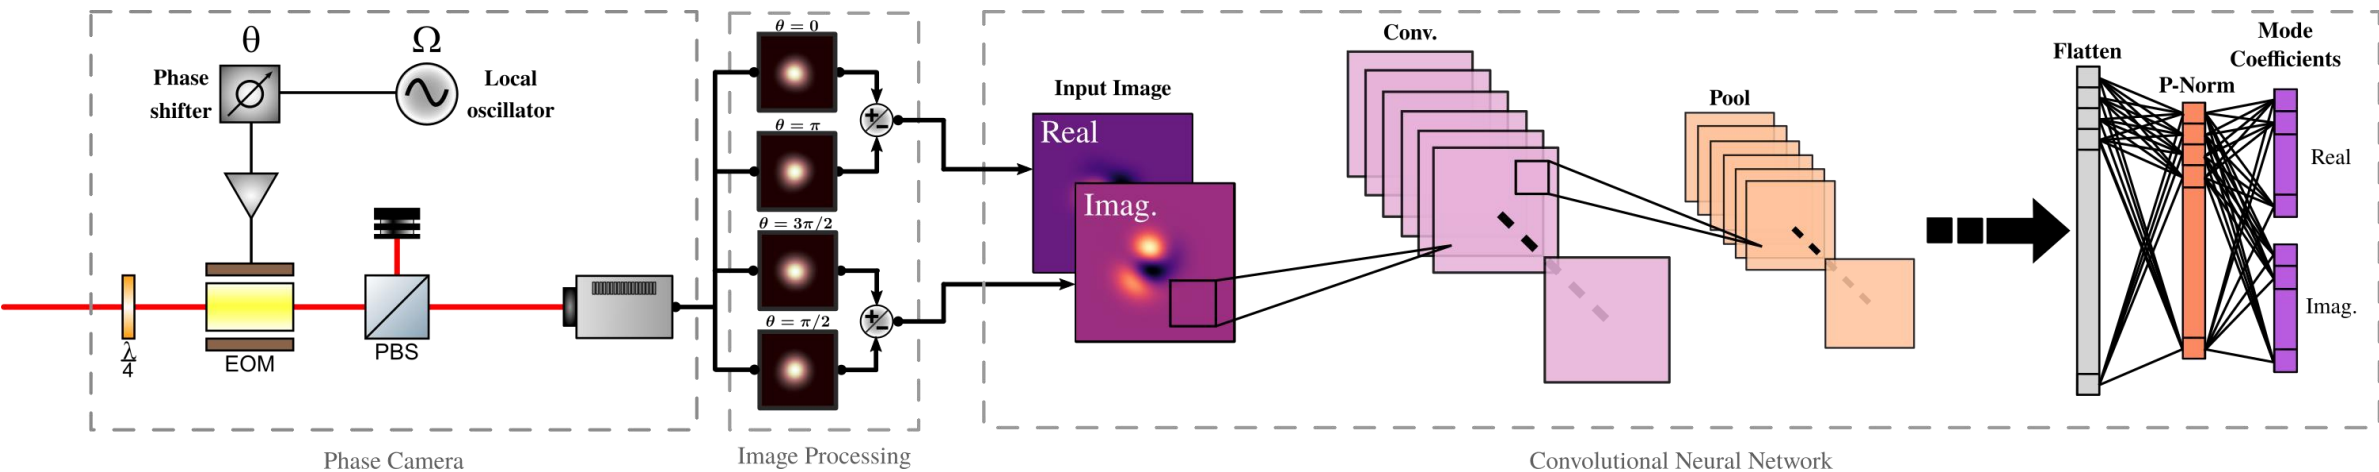 θ
Ω
Phase
shifter
Local
oscillator
λ
4
EOM
PBS
Phase Camera
θ = 0
θ = π
θ = 3π/2
θ = π/2
Image Processing
Input Image
Real
Imag.
Conv.
Pool
Flatten
P-Norm
Mode
Coefficients
Real
Imag.
Convolutional Neural Network